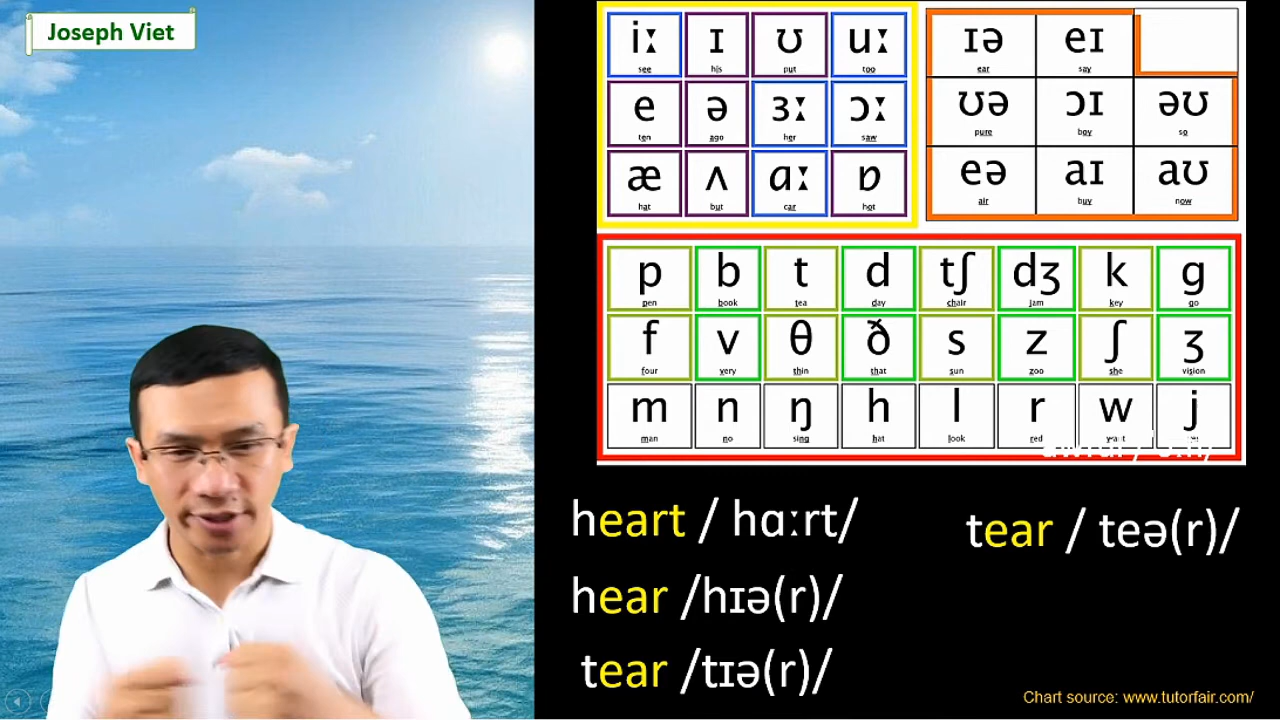 Joseph Viet
iː ɪ ʊ uː
see his put too
e ə ɜː ɔː
ten ago her saw
æ ʌ ɑː ɒ
hat but car hot
ɪə eɪ
ear say
ʊə ɔɪ əʊ
pure boy so
eə aɪ aʊ
air buy now
p b t d tʃ dʒ k g
pen book tea day chair jam key go
f v θ ð s z ʃ ʒ
four very thin that sun zoo she vision
m n ŋ h l r w j
man no sing hat look red want
heart / hɑːrt/
hear /hɪə(r)/
tear /tɪə(r)/
tear / teə(r)/
Chart source: www.tutorfair.com/